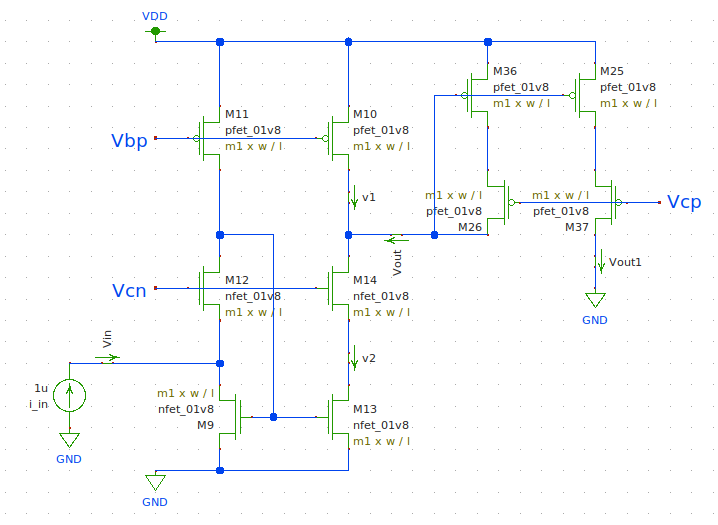 VDD
M36
pfet_01v8
m1 x w / l
M25
pfet_01v8
m1 x w / l
M11
pfet_01v8
m1 x w / l
M10
pfet_01v8
m1 x w / l
Vbp
v1
m1 x w / l
pfet_01v8
M26
m1 x w / l
pfet_01v8
M37
Vcp
Vout
Vout1
GND
M12
nfet_01v8
m1 x w / l
M14
nfet_01v8
m1 x w / l
Vcn
Vin
v2
1u
i_in
GND
m1 x w / l
nfet_01v8
M9
M13
nfet_01v8
m1 x w / l
GND